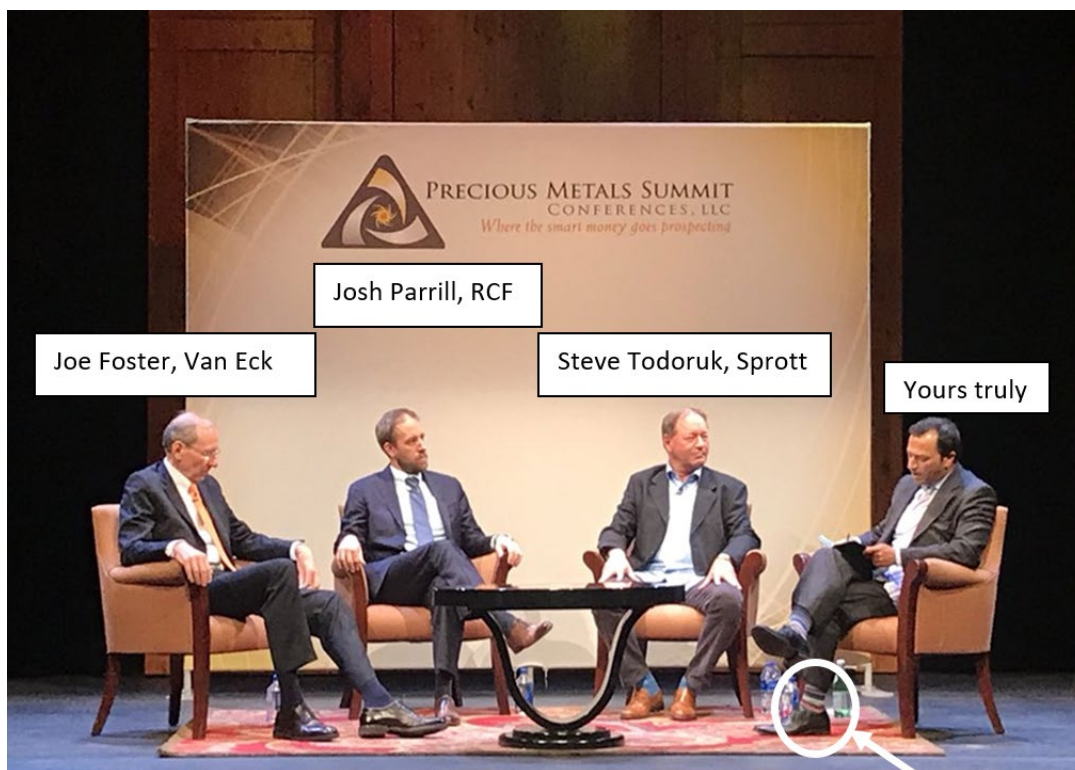 PRECIOUS METALS SUMMIT
CONFERENCES, LLC
Where the smart money goes prospecting
Josh Parrill, RCF
Joe Foster, Van Eck
Steve Todoruk, Sprott
Yours truly